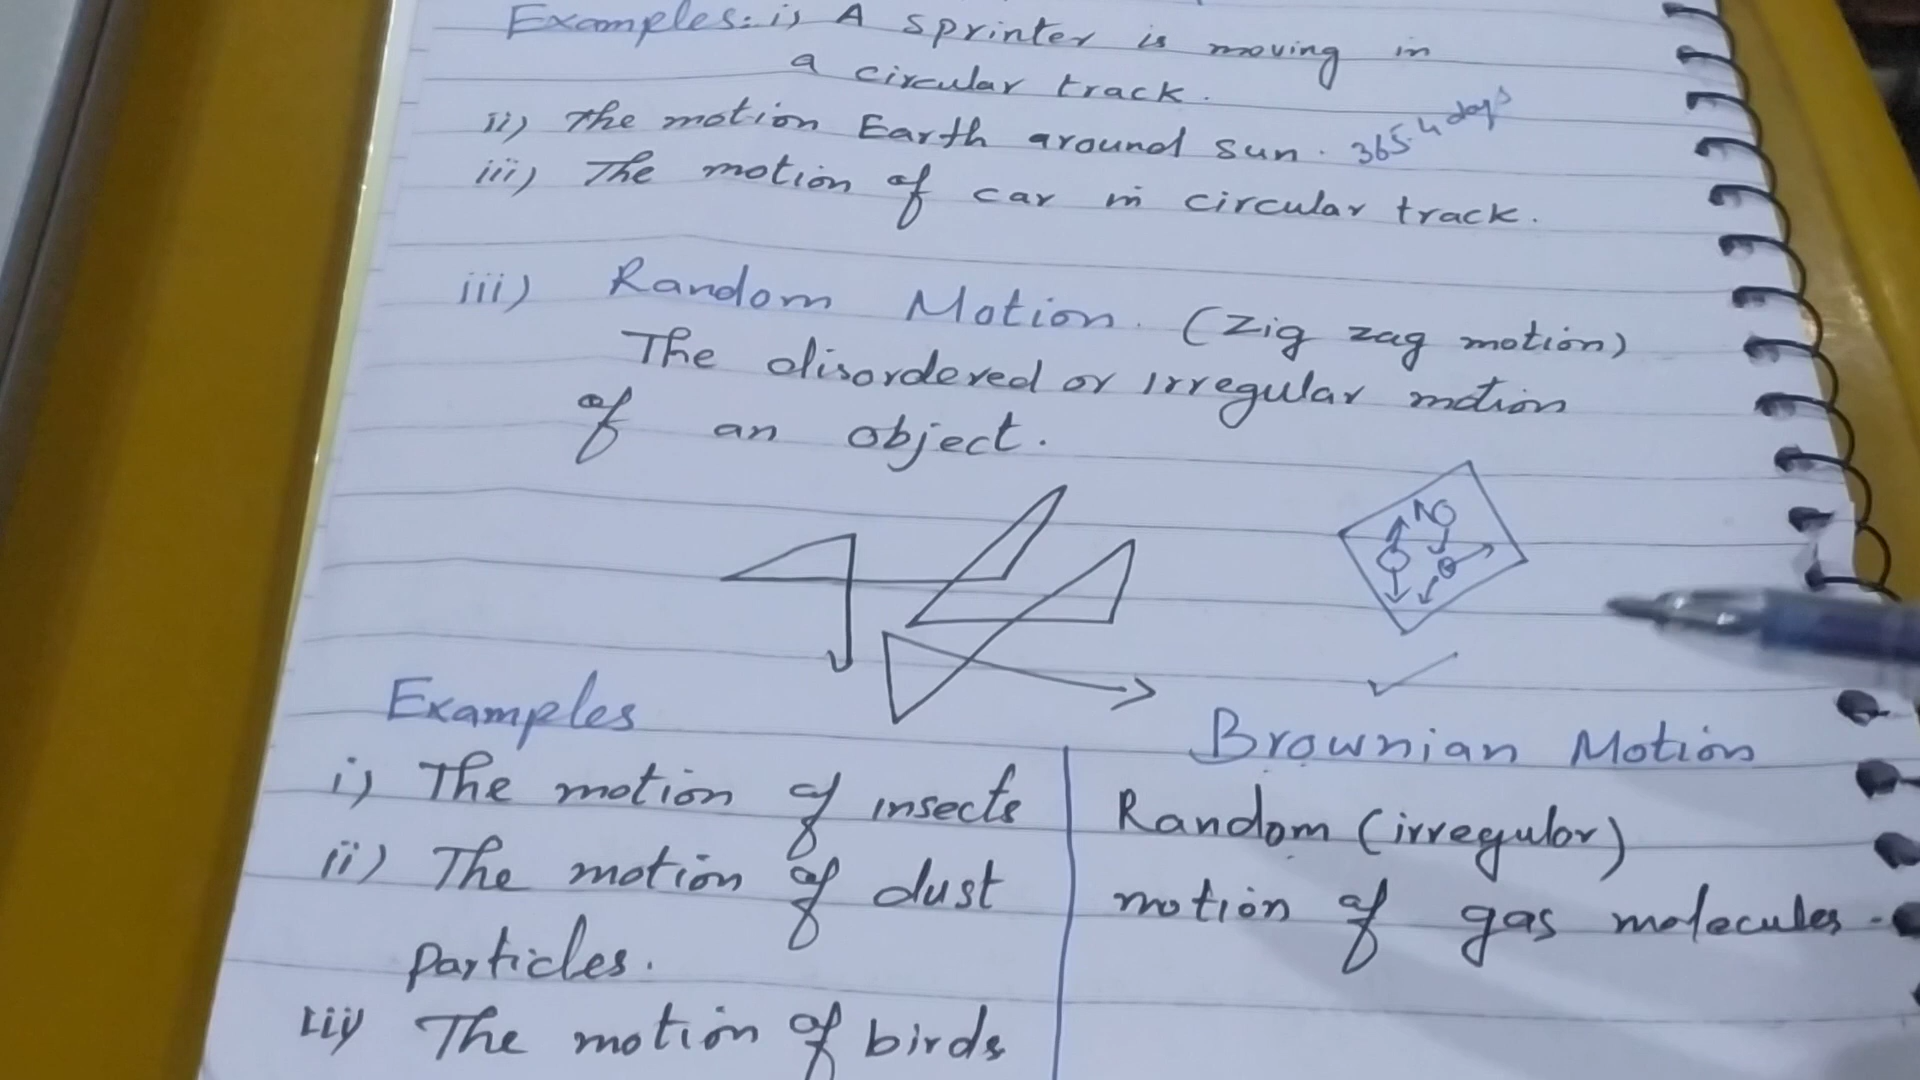 Examples: i) A sprinter is moving in
a circular track.
ii) The motion Earth around sun. 365.4 days
iii) The motion of car in circular track.
iii) Random Motion. (Zig zag motion)
The disordered or irregular motion
of an object.
Examples
i) The motion of insects
ii) The motion of dust
particles.
iii) The motion of birds
Brownian Motion
Random (irregular)
motion of gas molecules.